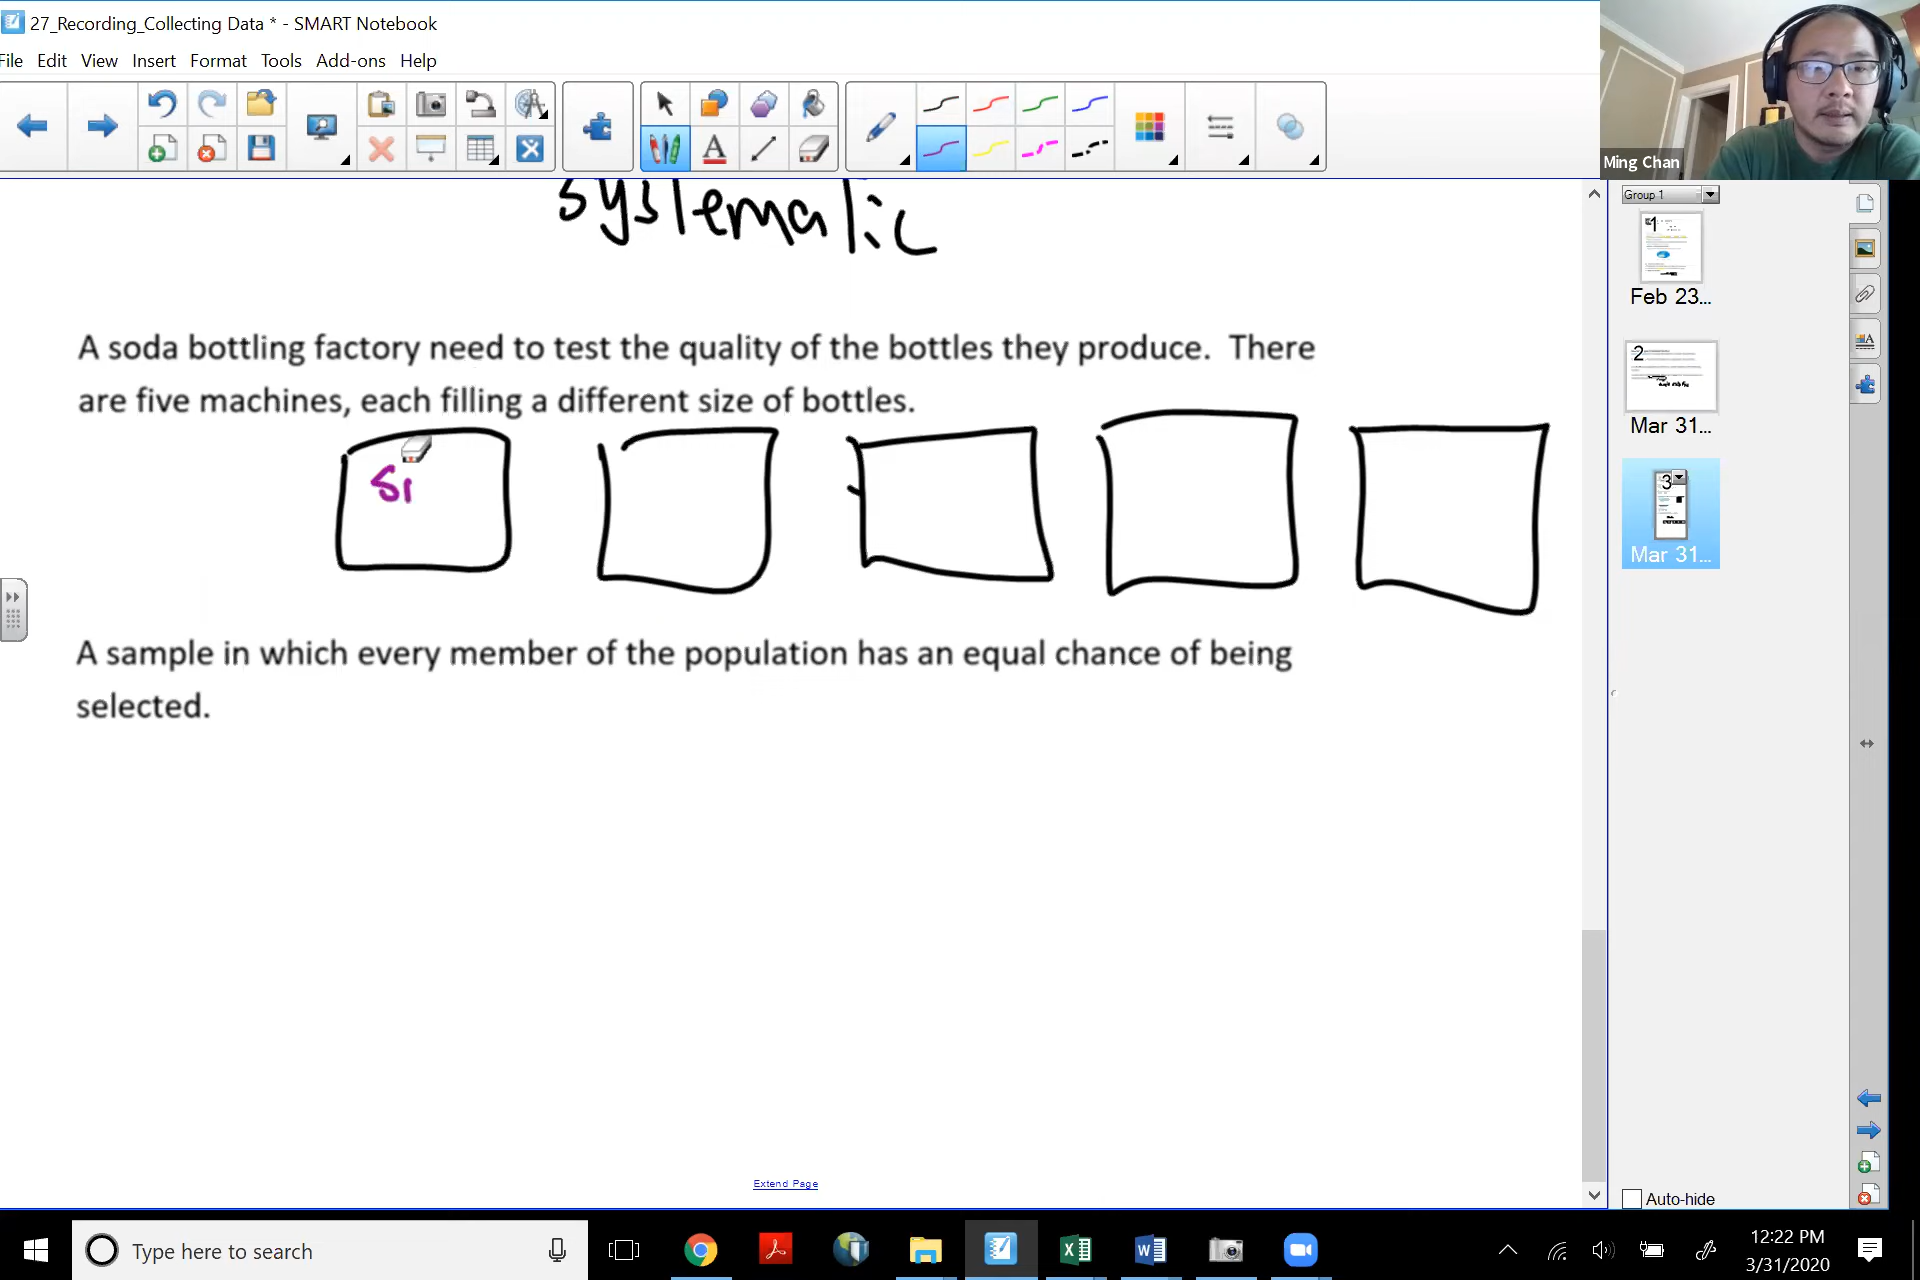 27_Recording_Collecting Data * - SMART Notebook
File Edit View Insert Format Tools Add-ons Help
Ming Chan
systematic
A soda bottling factory need to test the quality of the bottles they produce. There
are five machines, each filling a different size of bottles.
A sample in which every member of the population has an equal chance of being
selected.
Extend Page
Group 1
1
Feb 23...
2
Mar 31...
3
Mar 31...
Auto-hide
Type here to search
12:22 PM
3/31/2020